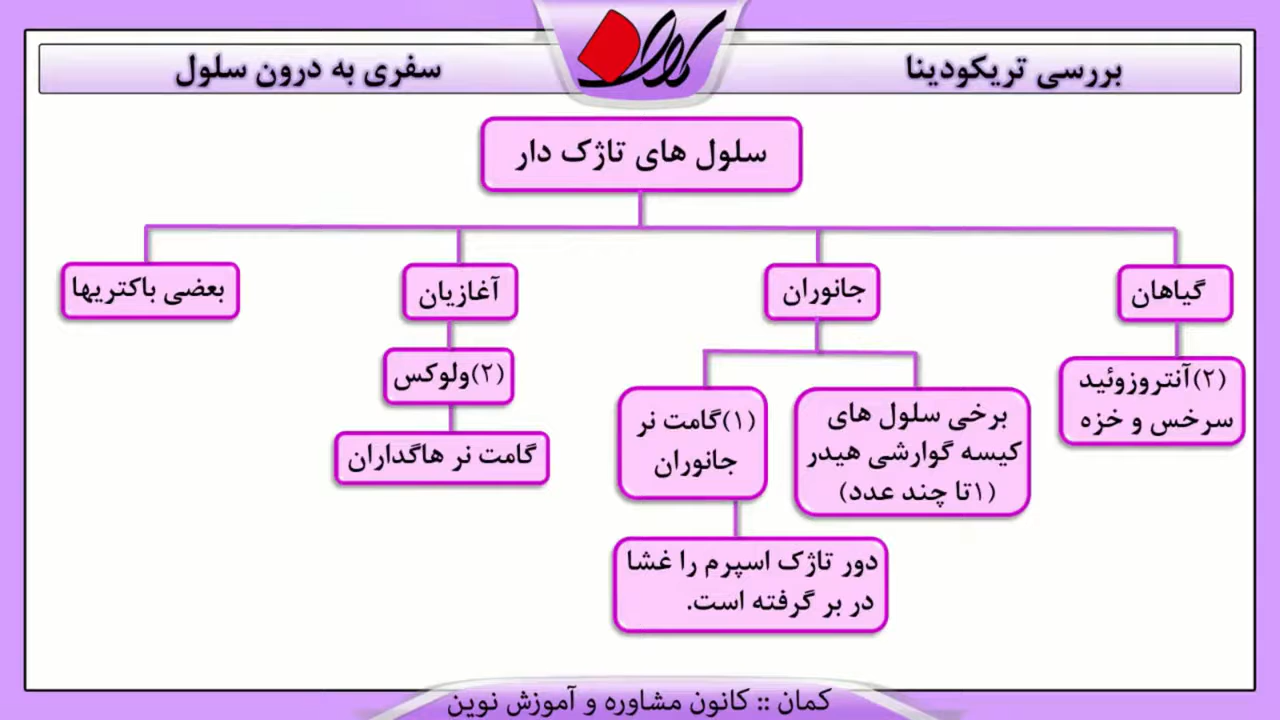 بررسی تریکودینا
کمان
سفری به درون سلول
سلول های تاژک دار
گیاهان
جانوران
آغازیان
بعضی باکتریها
(۲)آنتروزوئید
سرخس و خزه
برخی سلول های
کیسه گوارشی هیدر
(۱تا چند عدد)
(۱)گامت نر
جانوران
دور تاژک اسپرم را غشا
در بر گرفته است.
(۲)ولوکس
گامت نر هاگداران
کمان :: کانون مشاوره و آموزش نوین